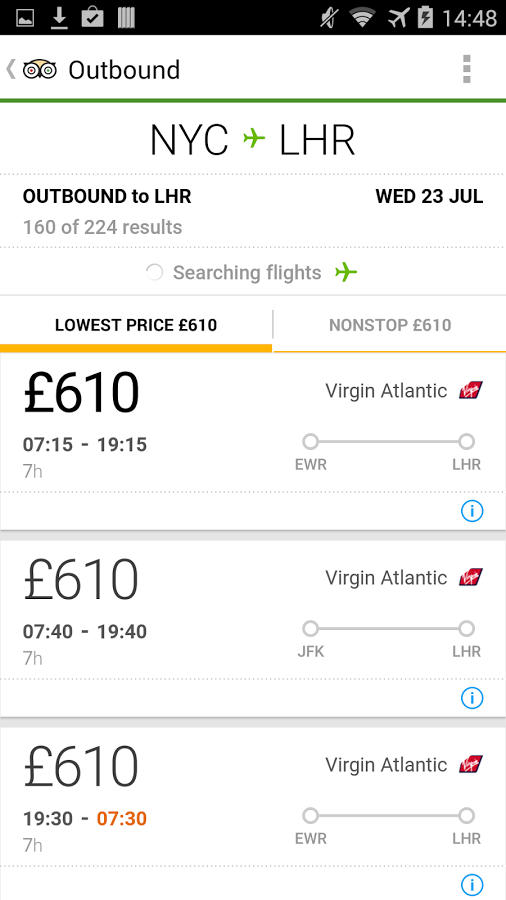 14:48
Outbound
NYC LHR
OUTBOUND to LHR WED 23 JUL
160 of 224 results
Searching flights
LOWEST PRICE £610 NONSTOP £610
£610 Virgin Atlantic
07:15 - 19:15
EWR LHR
7h
£610 Virgin Atlantic
07:40 - 19:40
JFK LHR
7h
£610 Virgin Atlantic
19:30 - 07:30
EWR LHR
7h